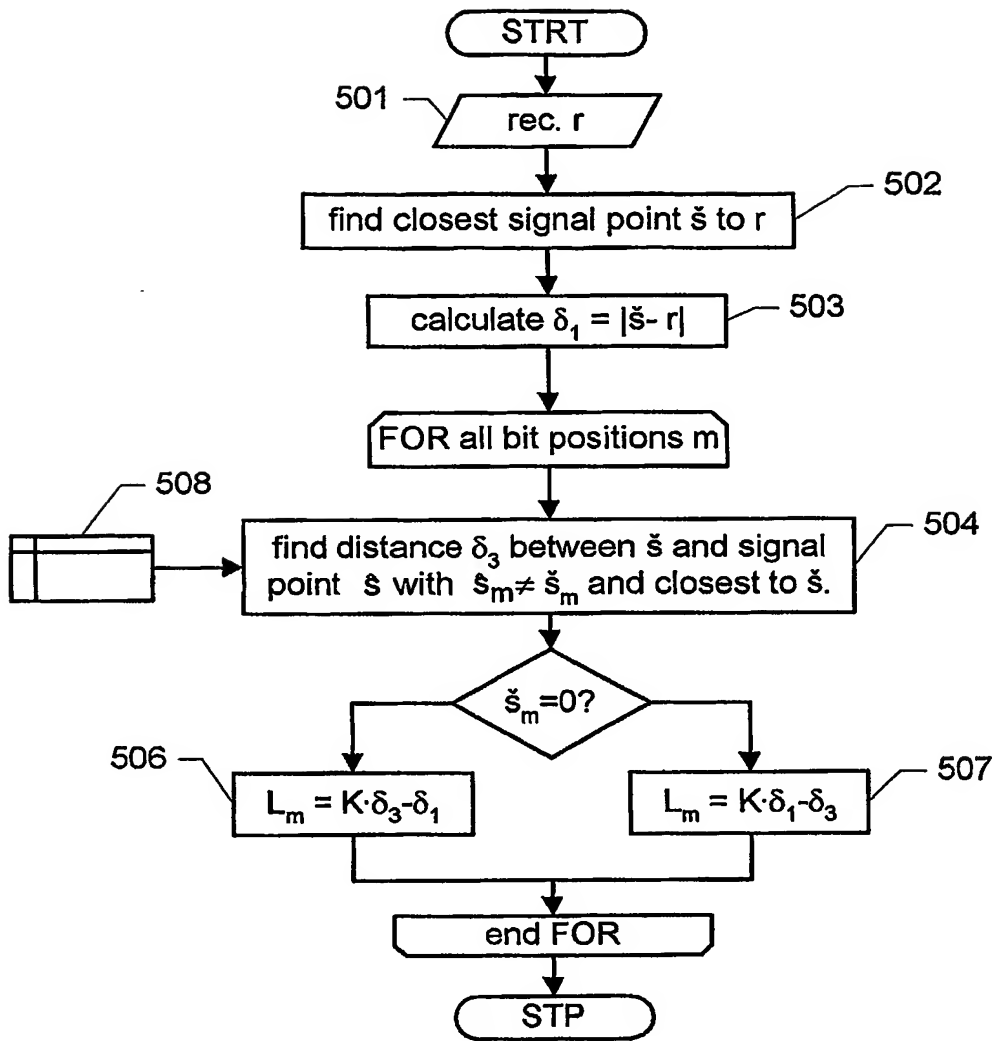 STRT
501
rec. r
502
find closest signal point š to r
503
calculate δ₁ = |š- r|
FOR all bit positions m
508
504
find distance δ₃ between š and signal
point ŝ with ŝₘ≠ šₘ and closest to š.
šₘ=0?
506
Lₘ = K·δ₃-δ₁
507
Lₘ = K·δ₁-δ₃
end FOR
STP